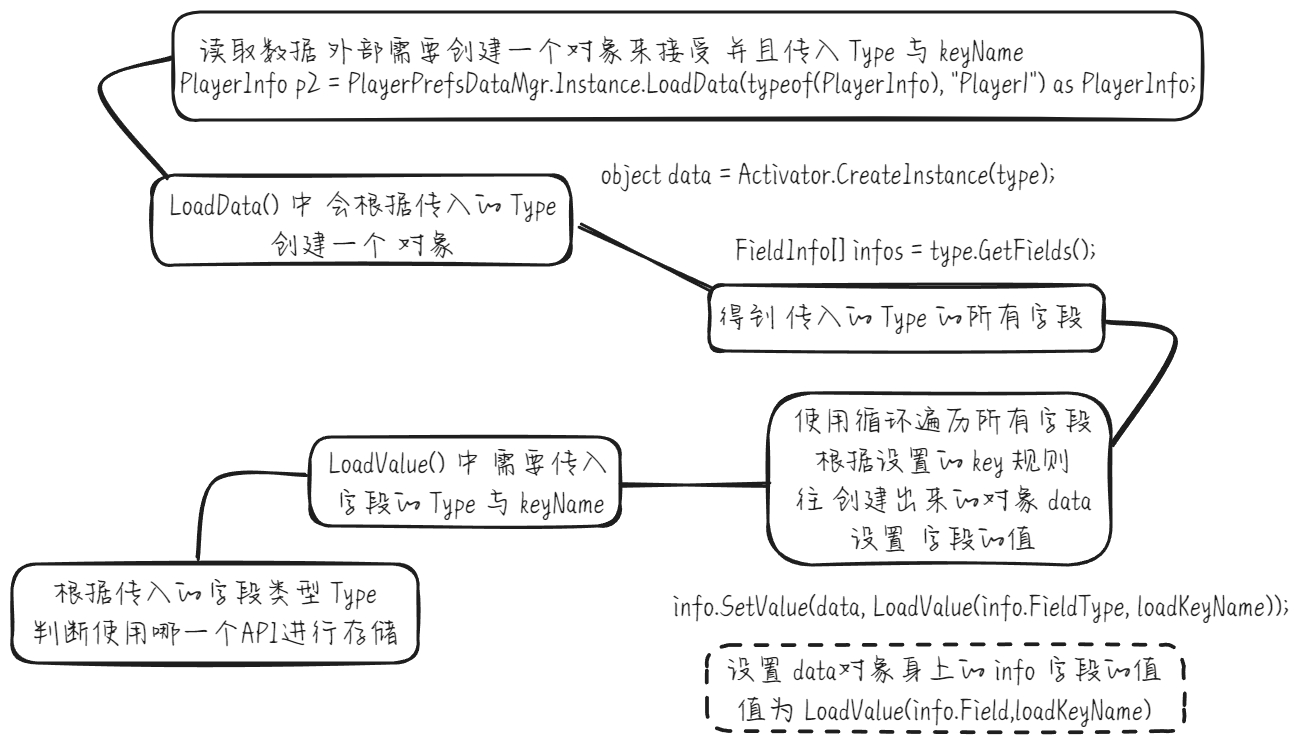 读取数据 外部需要创建一个对象来接受 并且传入 Type 与 keyName
PlayerInfo p2 = PlayerPrefsDataMgr.Instance.LoadData(typeof(PlayerInfo), "Player1") as PlayerInfo;
object data = Activator.CreateInstance(type);
LoadData() 中 会根据传入的 Type
创建一个 对象
FieldInfo[] infos = type.GetFields();
得到 传入的 Type 的所有字段
使用循环遍历所有字段
根据设置的 key 规则
往 创建出来的对象 data
设置 字段的值
LoadValue() 中 需要传入
字段的 Type 与 keyName
根据传入的字段类型 Type
判断使用哪一个API进行存储
info.SetValue(data, LoadValue(info.FieldType, loadKeyName));
设置 data对象身上的 info 字段的值
值为 LoadValue(info.Field,loadKeyName)